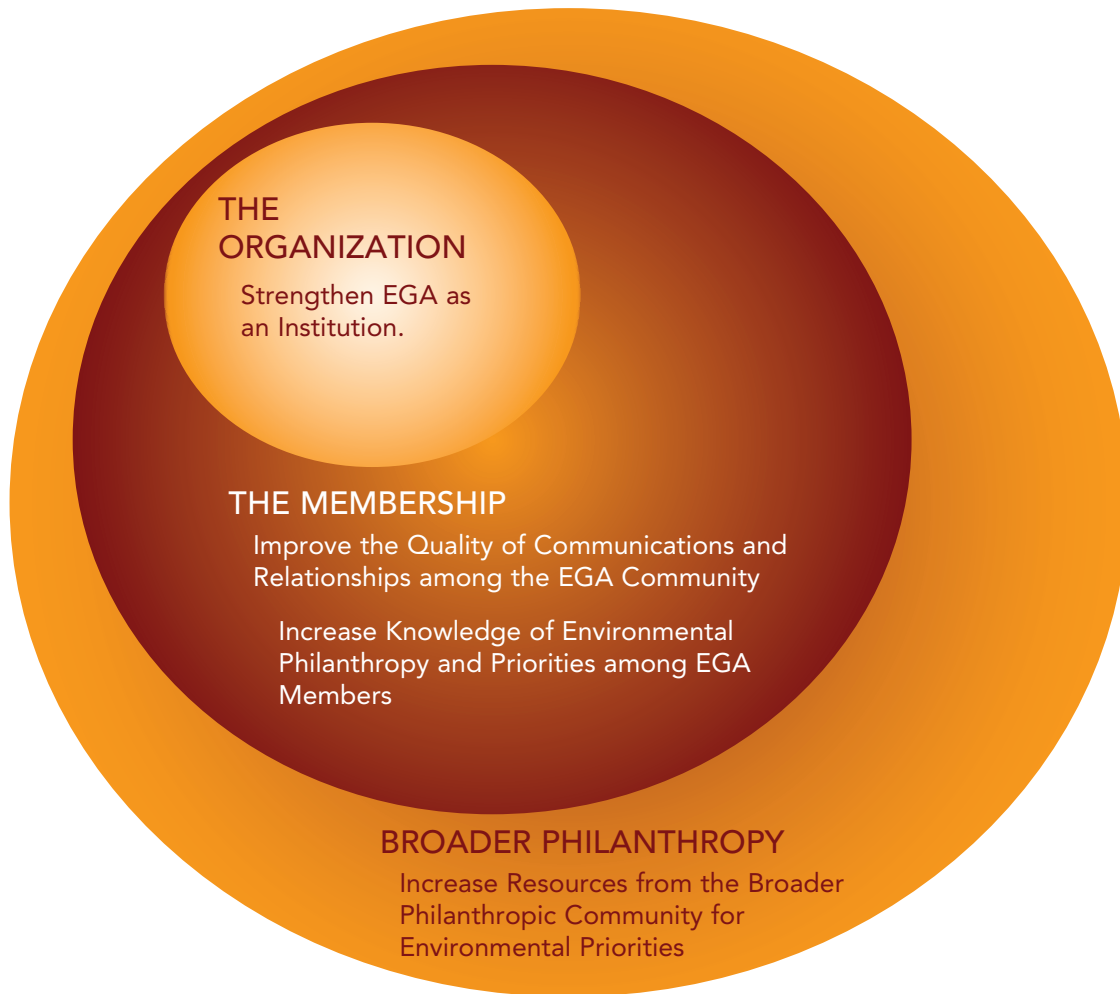 THE
ORGANIZATION
Strengthen EGA as
an Institution.
THE MEMBERSHIP
Improve the Quality of Communications and
Relationships among the EGA Community
Increase Knowledge of Environmental
Philanthropy and Priorities among EGA
Members
BROADER PHILANTHROPY
Increase Resources from the Broader
Philanthropic Community for
Environmental Priorities